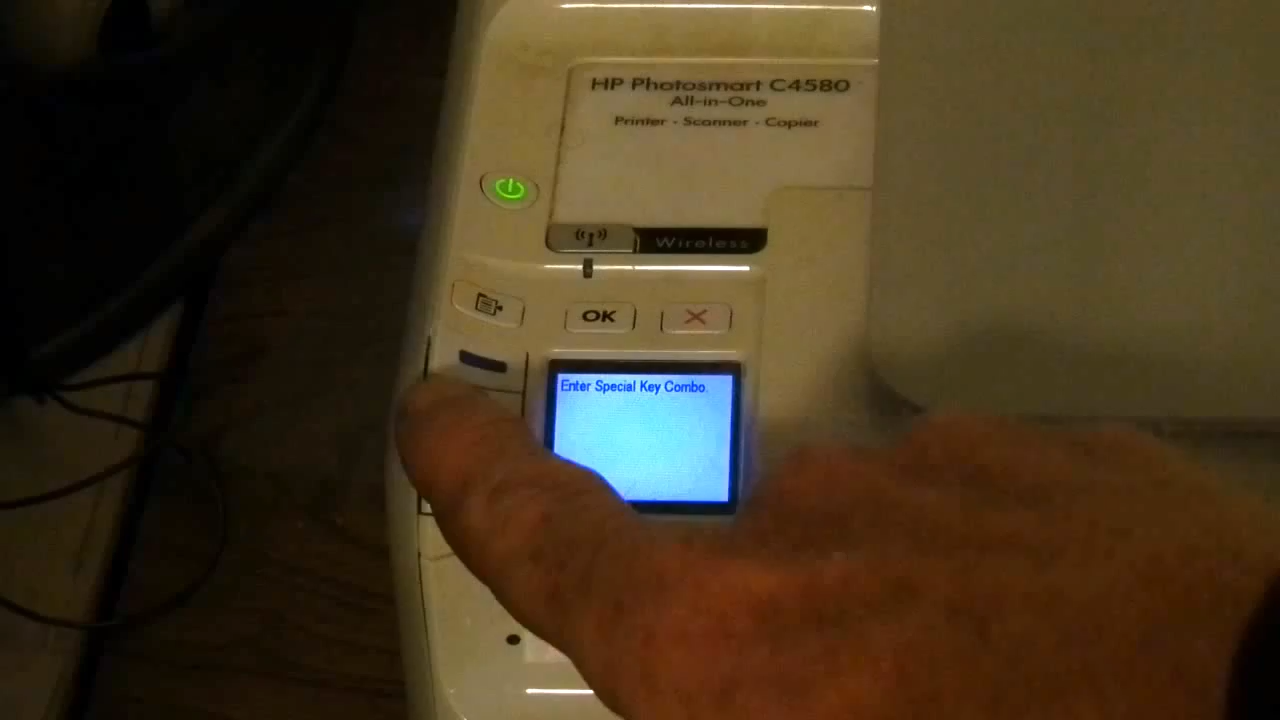 HP Photosmart C4580
All-in-One
Printer - Scanner - Copier
Wireless
OK
Enter Special Key Combo